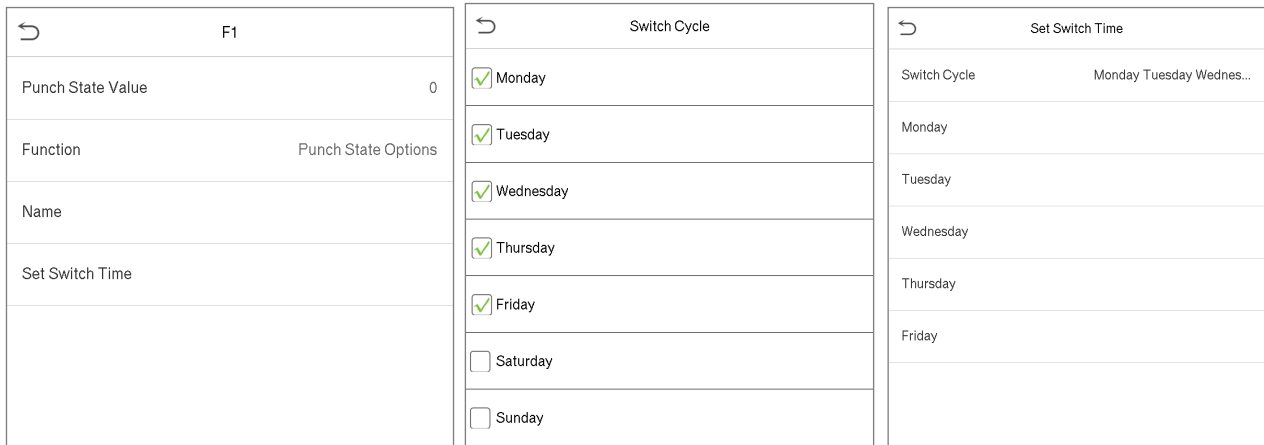 F1
Punch State Value 0
Function Punch State Options
Name
Set Switch Time
Switch Cycle
Monday
Tuesday
Wednesday
Thursday
Friday
Saturday
Sunday
Set Switch Time
Switch Cycle Monday Tuesday Wednes...
Monday
Tuesday
Wednesday
Thursday
Friday